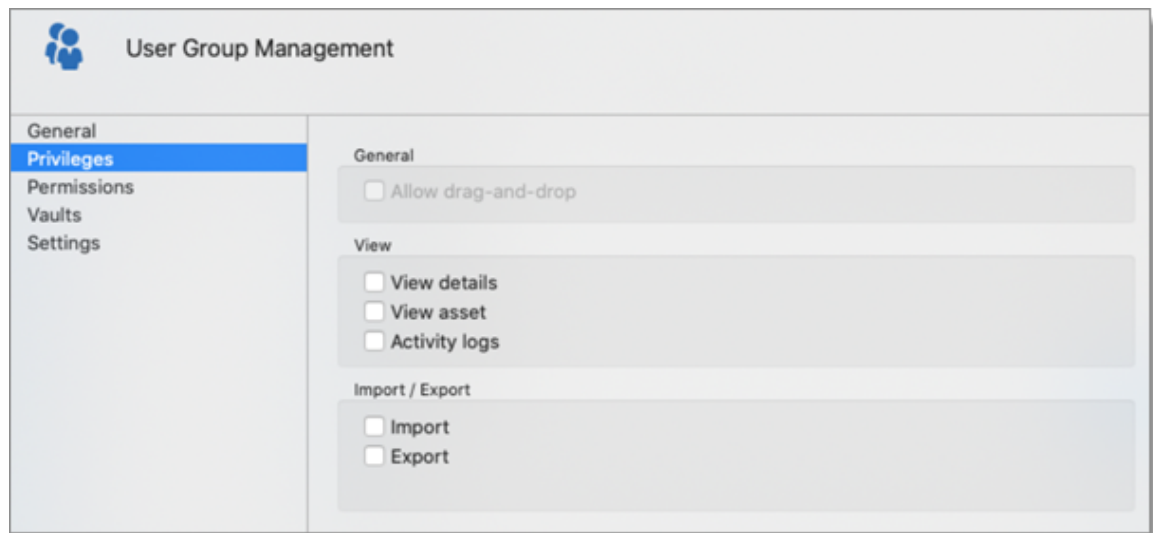 User Group Management
General
Privileges
Permissions
Vaults
Settings
General
Allow drag-and-drop
View
View details
View asset
Activity logs
Import / Export
Import
Export